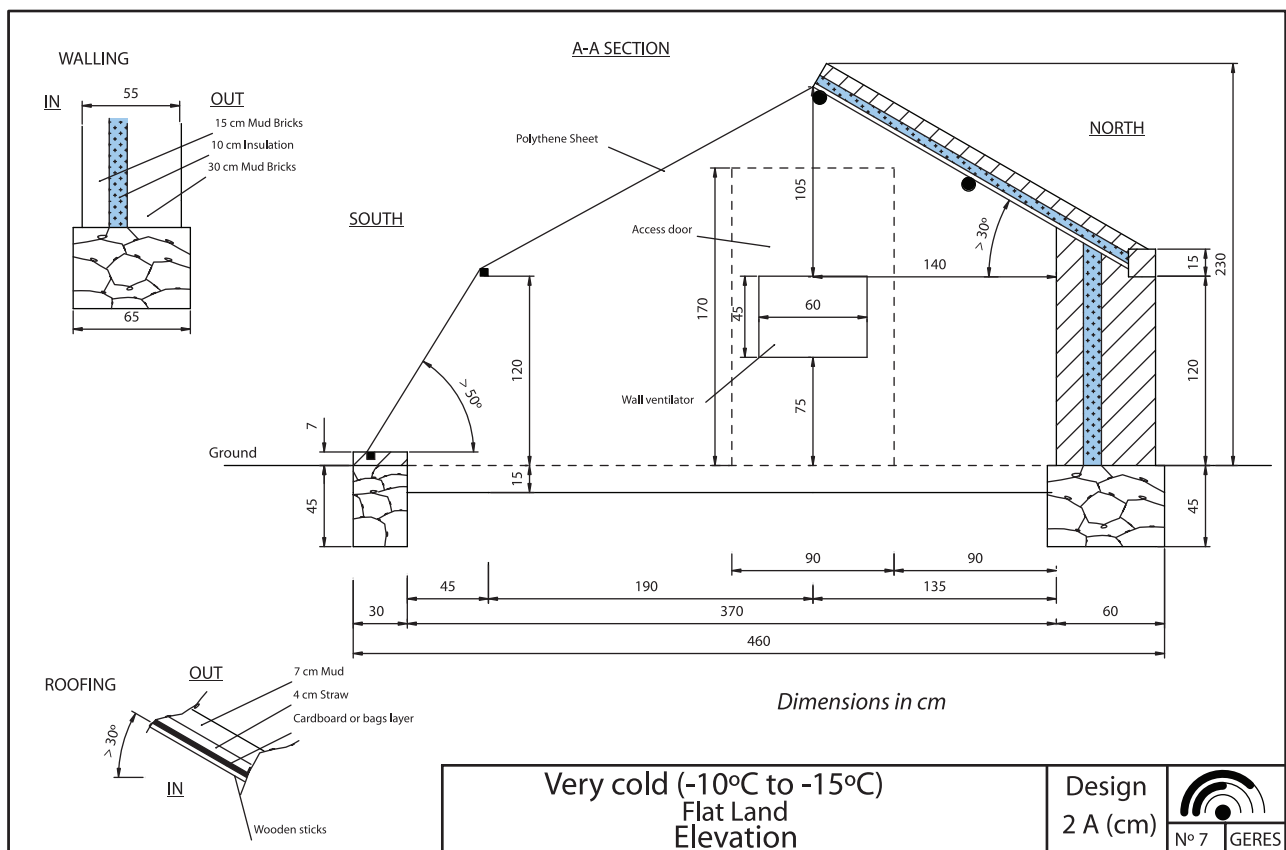 A-A SECTION
WALLING
IN
55
OUT
15 cm Mud Bricks
10 cm Insulation
30 cm Mud Bricks
65
Polythene Sheet
NORTH
SOUTH
105
Access door
> 30º
140
15
230
170
45
60
120
> 50º
75
120
Wall ventilator
7
Ground
15
45
45
90
90
45
190
135
30
370
60
460
ROOFING
OUT
7 cm Mud
4 cm Straw
Cardboard or bags layer
> 30º
IN
Wooden sticks
Dimensions in cm
Very cold (-10ºC to -15ºC)
Flat Land
Elevation
Design
2 A (cm)
Nº 7
GERES